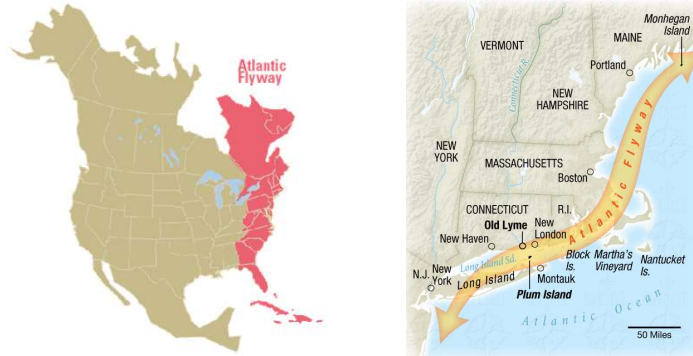 Atlantic
Flyway
Monhegan
Island
MAINE
VERMONT
Portland
Connecticut R.
NEW
HAMPSHIRE
NEW
YORK
MASSACHUSETTS
Boston
Atlantic Flyway
CONNECTICUT
R.I.
Old Lyme
New
London
New Haven
Block
Is.
Martha's
Vineyard
Nantucket
Is.
Long Island Sd.
N.J.
New
York
Long Island
Montauk
Plum Island
Atlantic Ocean
50 Miles